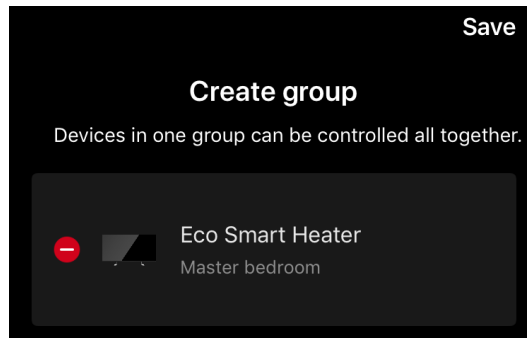 Save
Create group
Devices in one group can be controlled all together.
Eco Smart Heater
Master bedroom